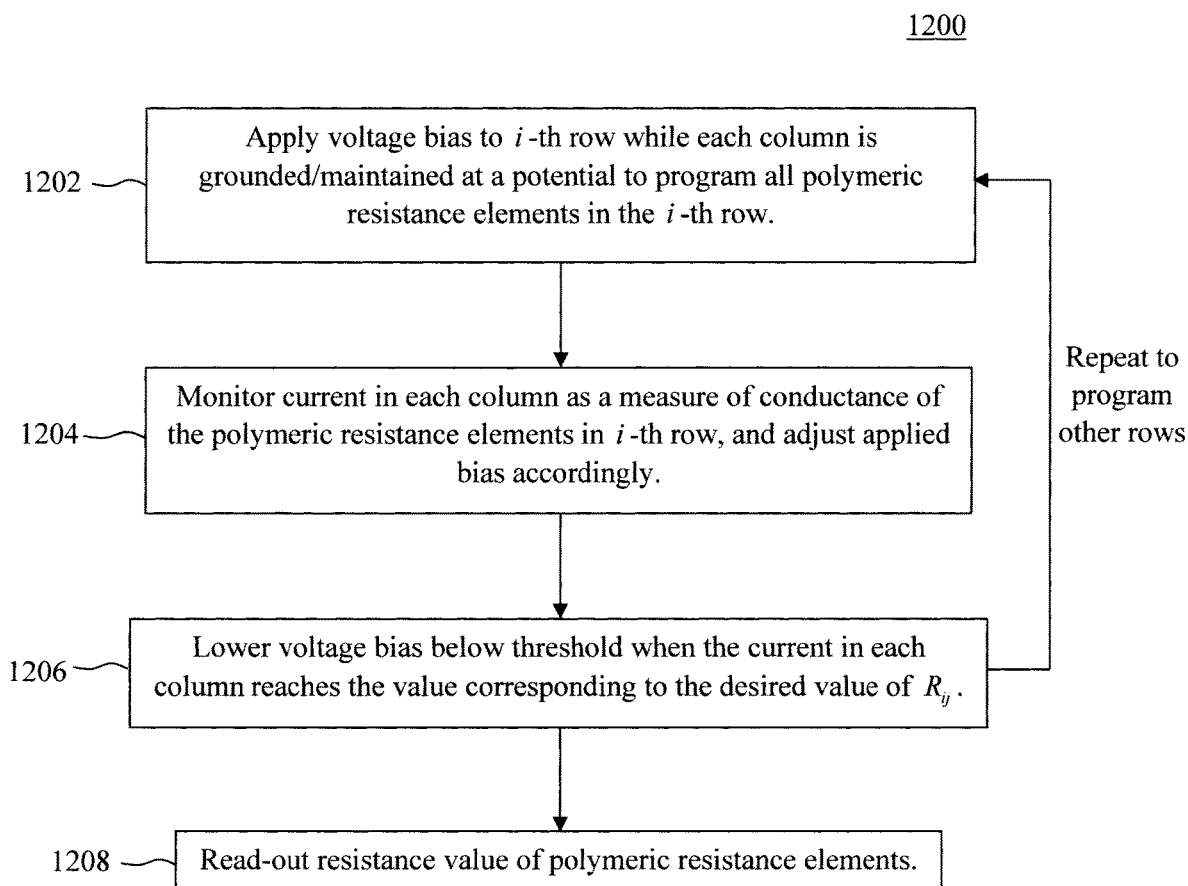 1200
Apply voltage bias to i -th row while each column is
grounded/maintained at a potential to program all polymeric
resistance elements in the i -th row.
1202
Monitor current in each column as a measure of conductance of
the polymeric resistance elements in i -th row, and adjust applied
bias accordingly.
1204
Repeat to
program
other rows
Lower voltage bias below threshold when the current in each
column reaches the value corresponding to the desired value of R_ij .
1206
Read-out resistance value of polymeric resistance elements.
1208